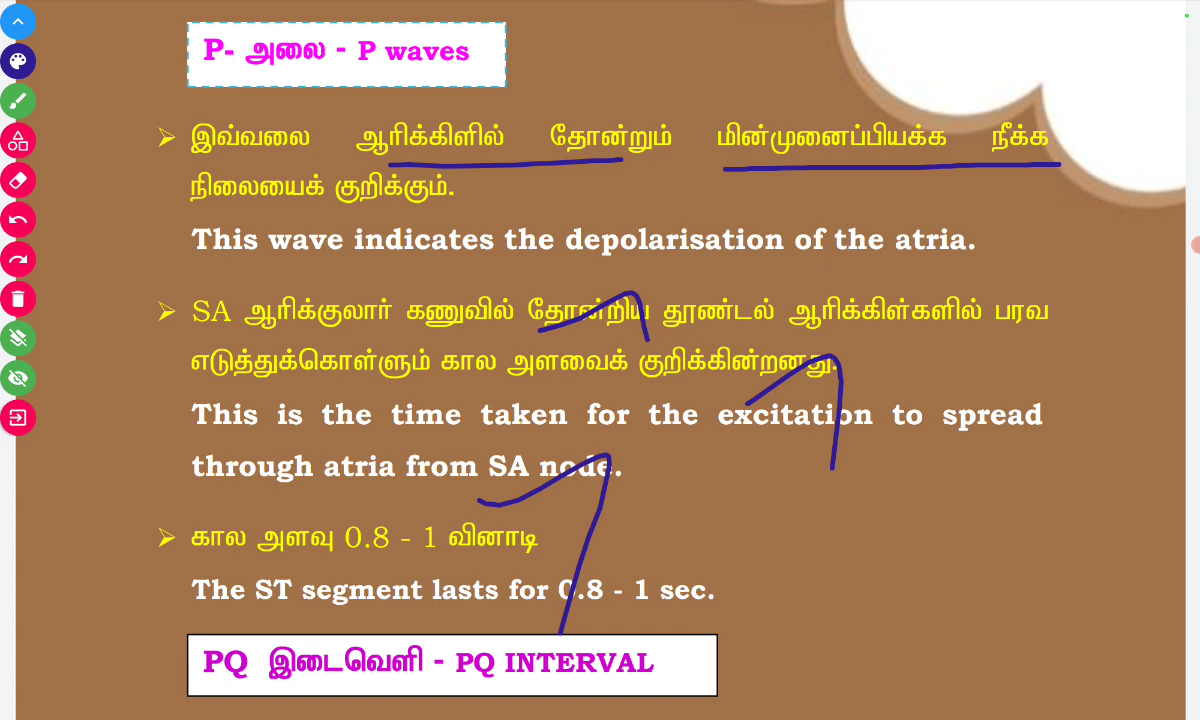 P- அலை - P waves
இவ்வலை ஆரிக்கிளில் தோன்றும் மின்முனைப்பியக்க நீக்க
நிலையைக் குறிக்கும்.
This wave indicates the depolarisation of the atria.
SA ஆரிக்குலார் கணுவில் தோன்றிய தூண்டல் ஆரிக்கிள்களில் பரவ
எடுத்துக்கொள்ளும் கால அளவைக் குறிக்கின்றனது.
This is the time taken for the excitation to spread
through atria from SA node.
கால அளவு 0.8 - 1 வினாடி
The ST segment lasts for 0.8 - 1 sec.
PQ இடைவெளி - PQ INTERVAL